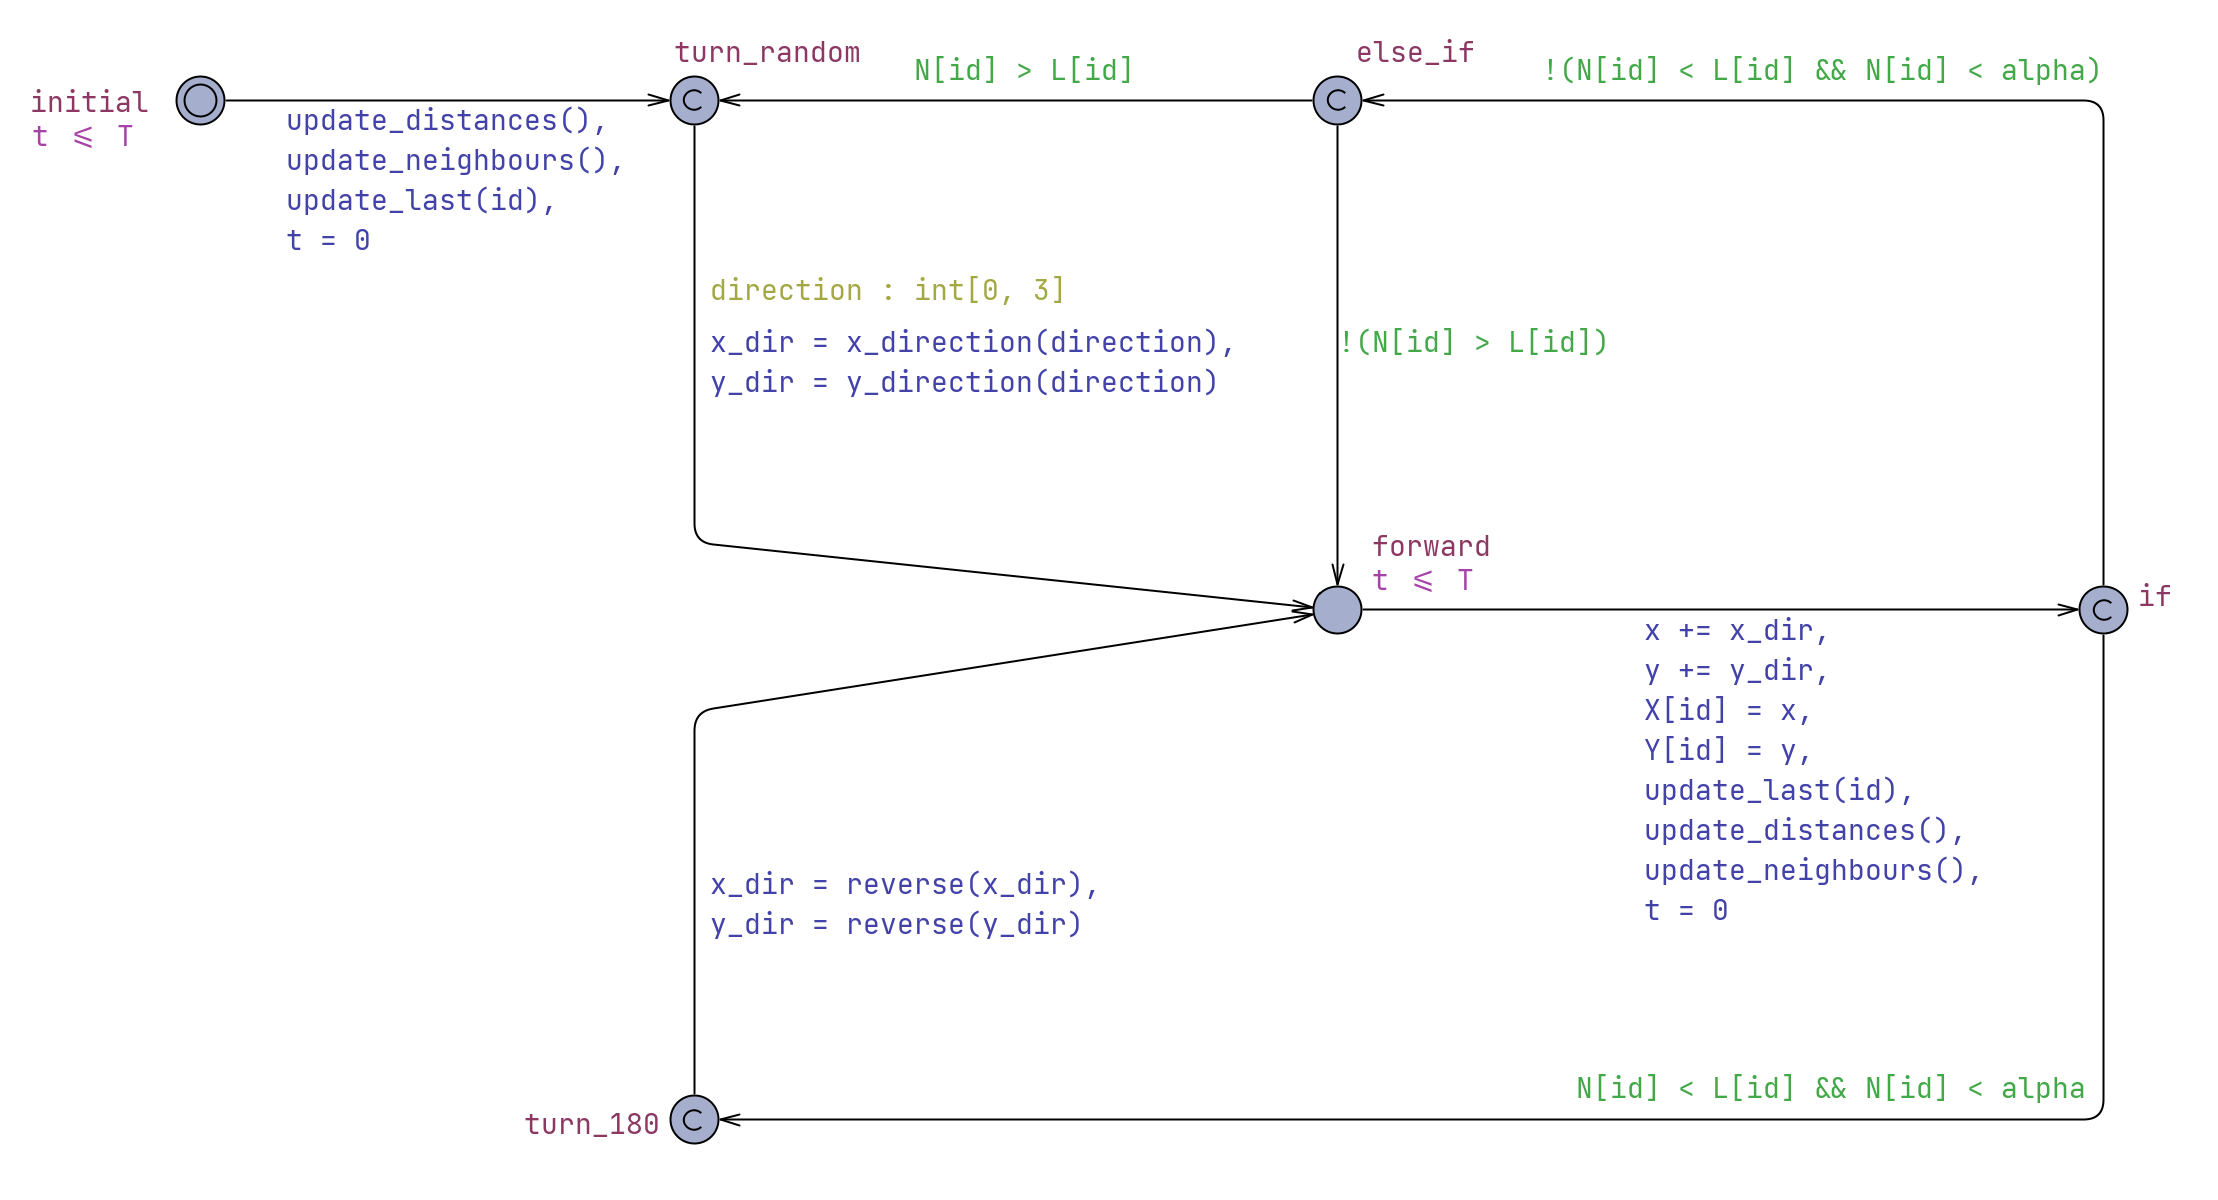 turn_random
else_if
N[id] > L[id]
!(N[id] < L[id] && N[id] < alpha)
initial
t ⩽ T
C
C
update_distances(),
update_neighbours(),
update_last(id),
t = 0
direction : int[0, 3]
x_dir = x_direction(direction),
y_dir = y_direction(direction)
!(N[id] > L[id])
forward
t ⩽ T
if
C
x += x_dir,
y += y_dir,
X[id] = x,
Y[id] = y,
update_last(id),
update_distances(),
update_neighbours(),
t = 0
x_dir = reverse(x_dir),
y_dir = reverse(y_dir)
N[id] < L[id] && N[id] < alpha
turn_180
C